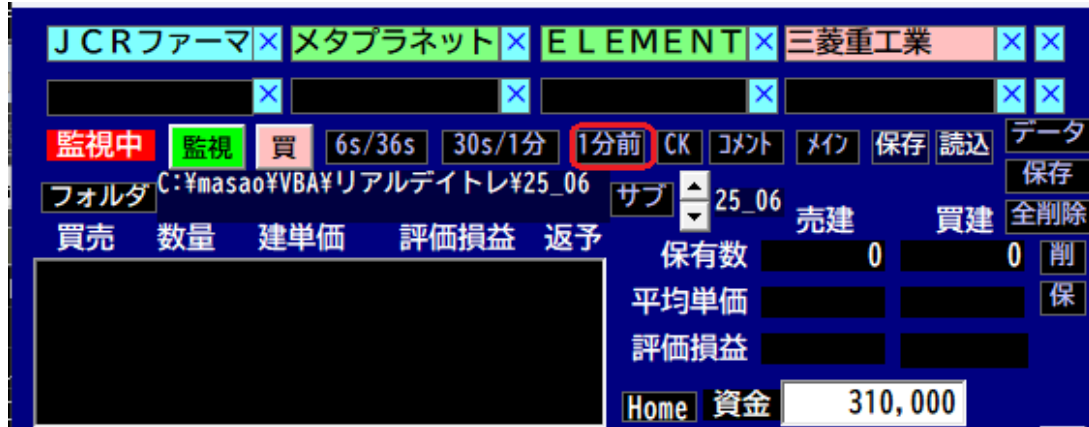 JCRファーマ × メタプラネット × ELEMENT × 三菱重工業 × ×
× × × × ×
監視中 監視 買 6s/36s 30s/1分 1分前 CK コメント メイン 保存 読込 データ
フォルダ C:¥masao¥VBA¥リアルデイトレ¥25_06 サブ 25_06 保存
買売 数量 建単価 評価損益 返予 売建 買建 全削除
保有数 0 0 削
平均単価 保
評価損益
Home 資金 310,000